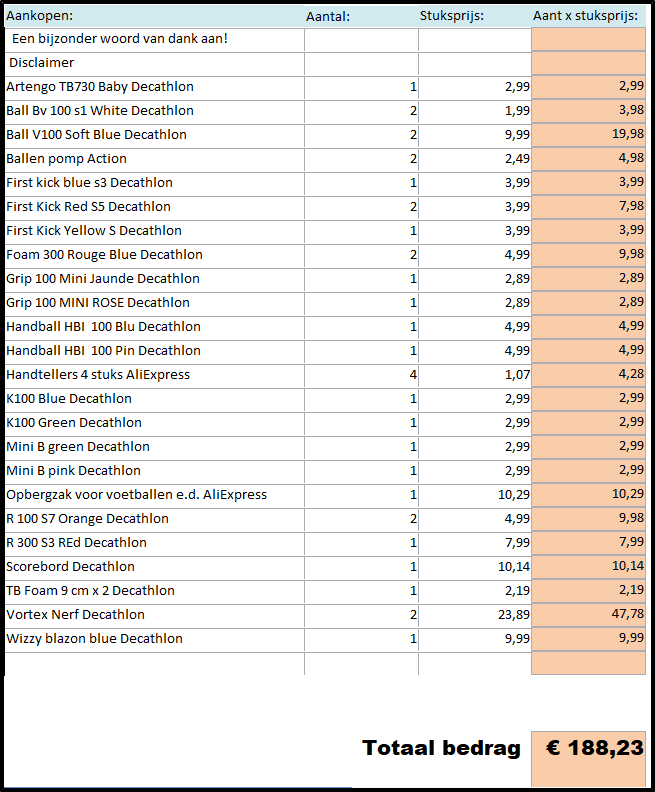 Aankopen: Aantal: Stuksprijs: Aant x stuksprijs:
Een bijzonder woord van dank aan!
Disclaimer
Artengo TB730 Baby Decathlon 1 2,99 2,99
Ball Bv 100 s1 White Decathlon 2 1,99 3,98
Ball V100 Soft Blue Decathlon 2 9,99 19,98
Ballen pomp Action 2 2,49 4,98
First kick blue s3 Decathlon 1 3,99 3,99
First Kick Red S5 Decathlon 2 3,99 7,98
First Kick Yellow S Decathlon 1 3,99 3,99
Foam 300 Rouge Blue Decathlon 2 4,99 9,98
Grip 100 Mini Jaunde Decathlon 1 2,89 2,89
Grip 100 MINI ROSE Decathlon 1 2,89 2,89
Handball HBI 100 Blu Decathlon 1 4,99 4,99
Handball HBI 100 Pin Decathlon 1 4,99 4,99
Handtellers 4 stuks AliExpress 4 1,07 4,28
K100 Blue Decathlon 1 2,99 2,99
K100 Green Decathlon 1 2,99 2,99
Mini B green Decathlon 1 2,99 2,99
Mini B pink Decathlon 1 2,99 2,99
Opbergzak voor voetballen e.d. AliExpress 1 10,29 10,29
R 100 S7 Orange Decathlon 2 4,99 9,98
R 300 S3 REd Decathlon 1 7,99 7,99
Scorebord Decathlon 1 10,14 10,14
TB Foam 9 cm x 2 Decathlon 1 2,19 2,19
Vortex Nerf Decathlon 2 23,89 47,78
Wizzy blazon blue Decathlon 1 9,99 9,99
Totaal bedrag € 188,23